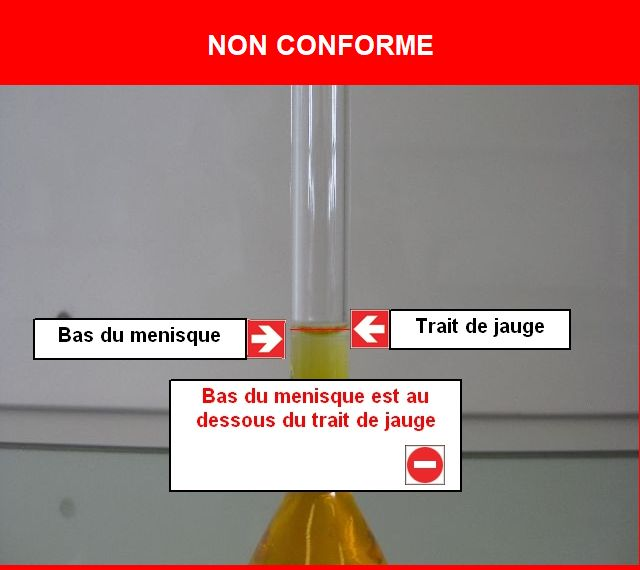 NON CONFORME
Bas du menisque
Trait de jauge
Bas du menisque est au
dessous du trait de jauge